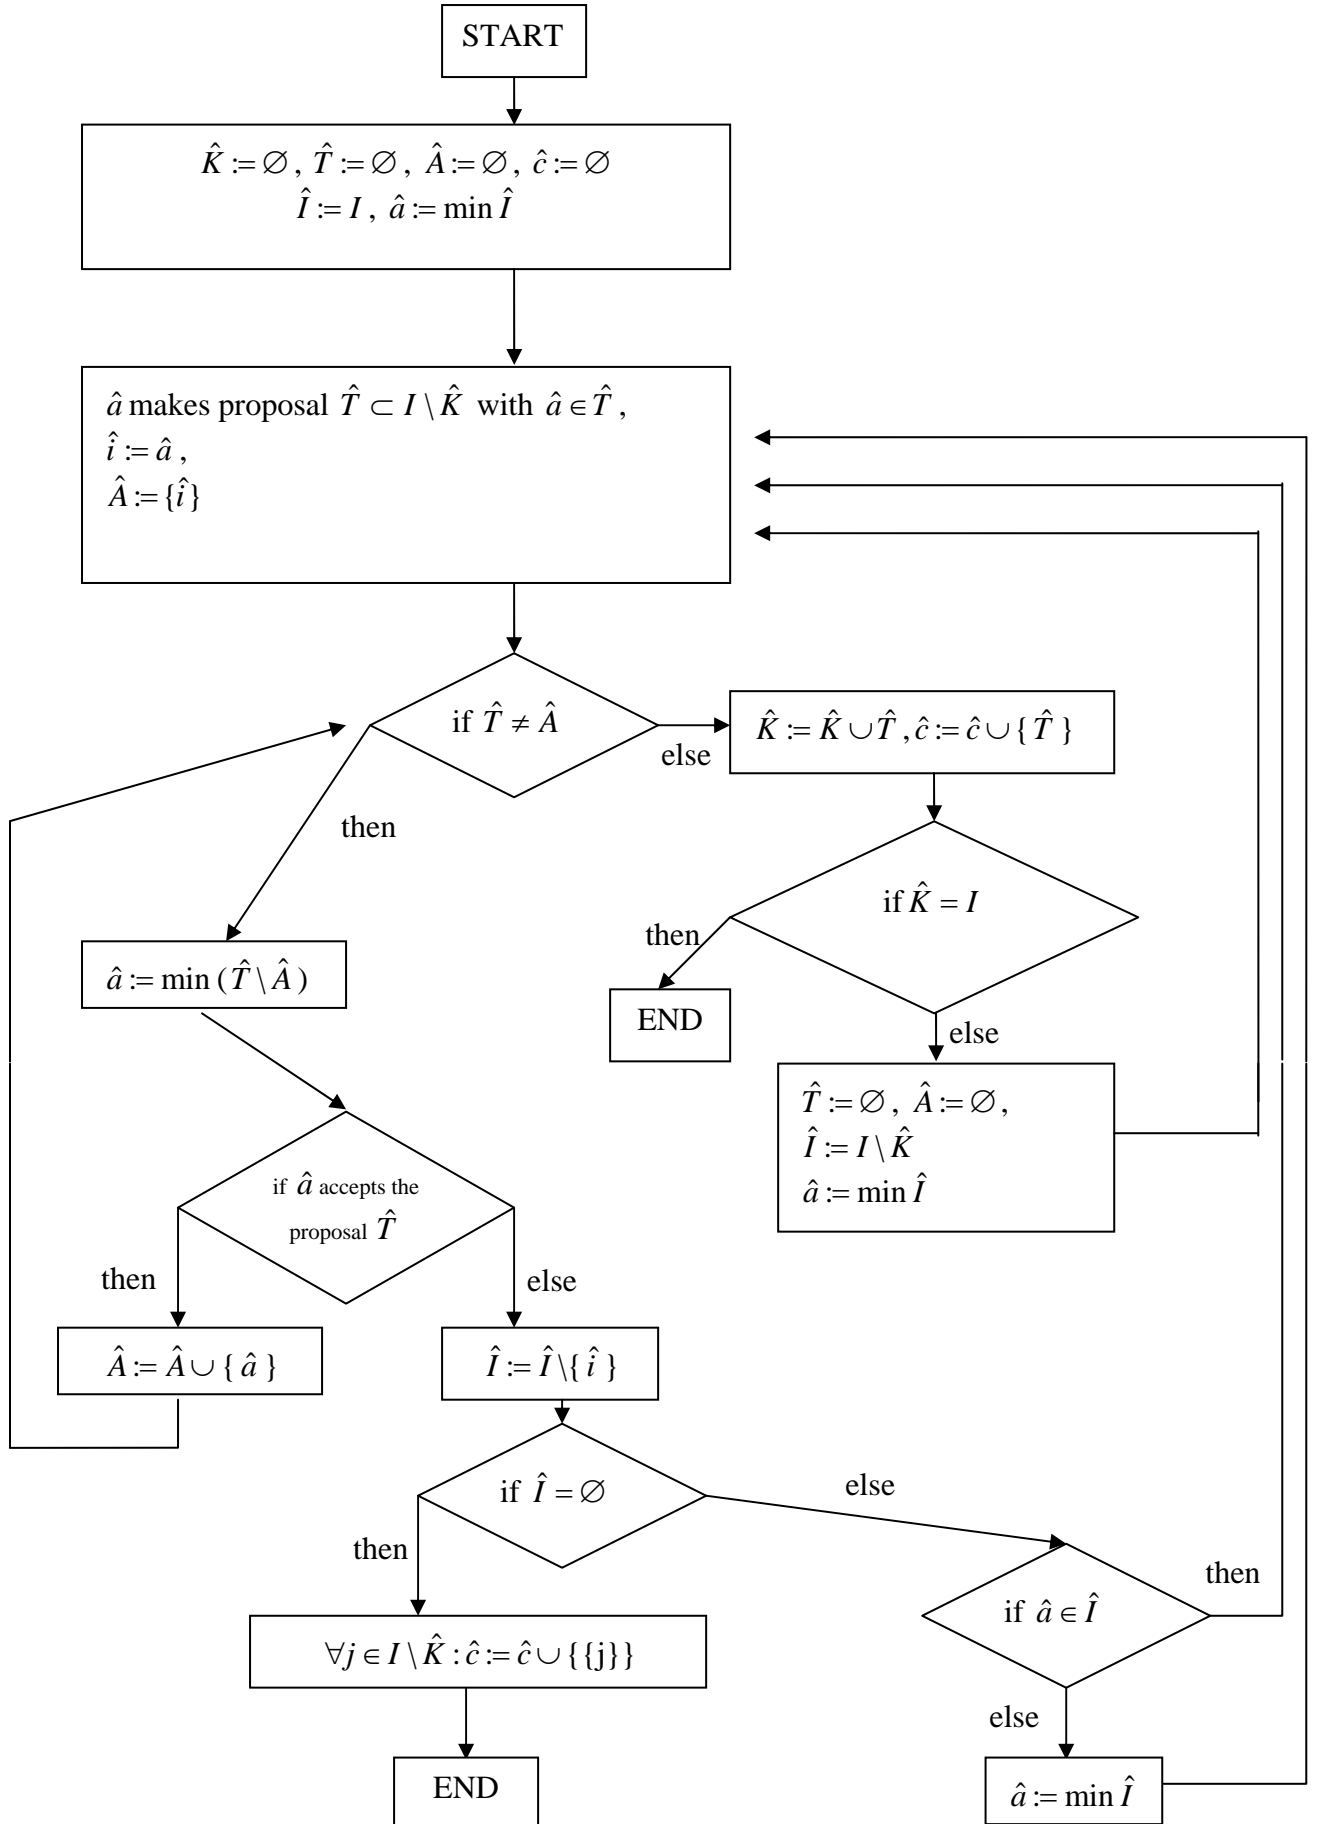 START
K̂ := ∅, T̂ := ∅, Â := ∅, ĉ := ∅
Î := I, â := min Î
â makes proposal T̂ ⊂ I \ K̂ with â ∈ T̂,
î := â,
Â := {î}
if T̂ ≠ Â
else
K̂ := K̂ ∪ T̂, ĉ := ĉ ∪ { T̂ }
then
if K̂ = I
then
â := min (T̂ \ Â)
END
else
T̂ := ∅, Â := ∅,
Î := I \ K̂
â := min Î
if â accepts the
proposal T̂
then
else
Â := Â ∪ { â }
Î := Î \{ î }
if Î = ∅
else
then
then
if â ∈ Î
∀j ∈ I \ K̂ : ĉ := ĉ ∪ { {j} }
else
END
â := min Î